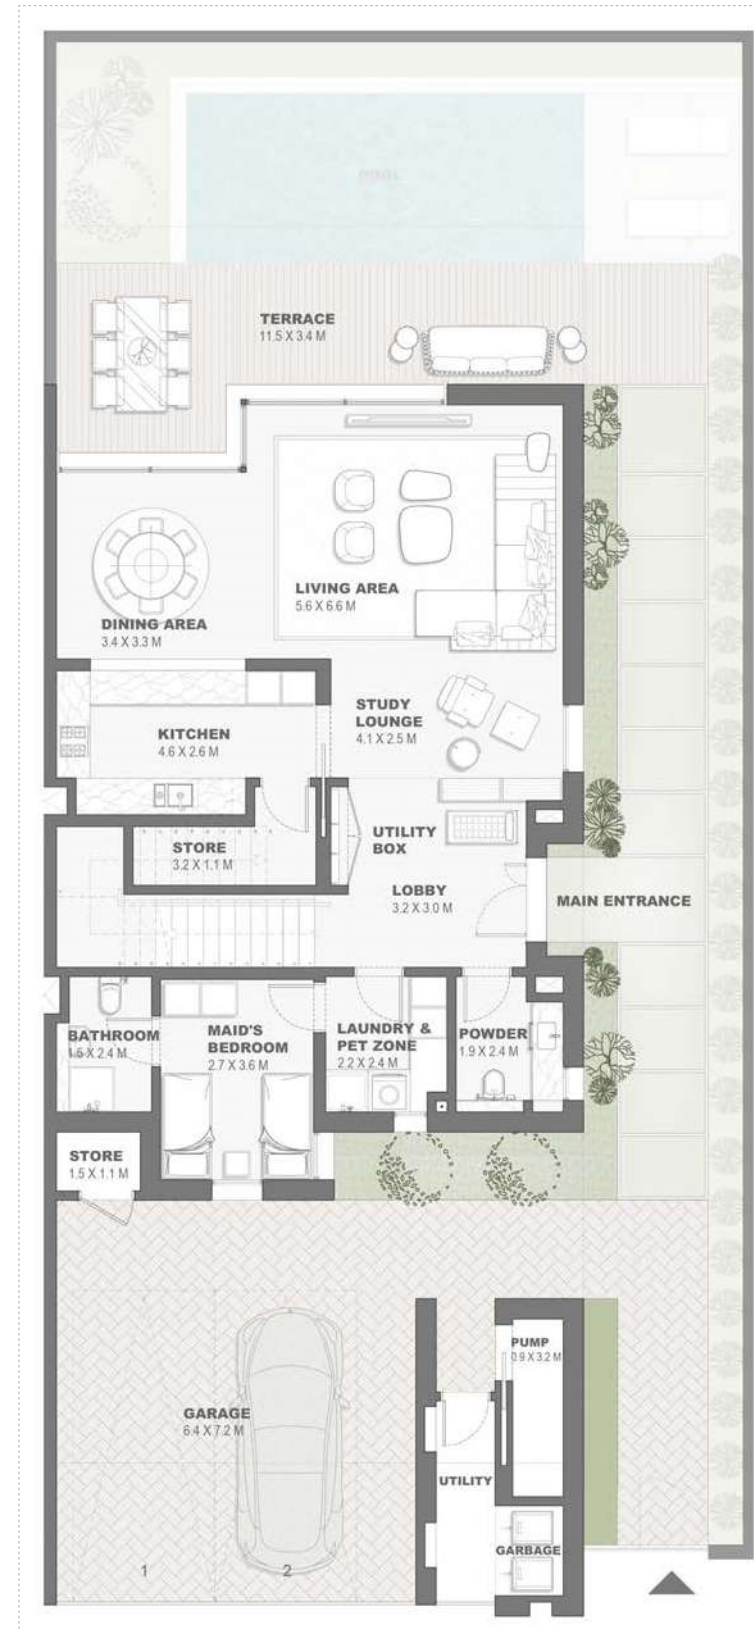 POOL
TERRACE
11.5 X 3.4 M
LIVING AREA
5.6 X 6.6 M
DINING AREA
3.4 X 3.3 M
STUDY
LOUNGE
4.1 X 2.5 M
KITCHEN
4.6 X 2.6 M
UTILITY
BOX
STORE
3.2 X 1.1 M
LOBBY
3.2 X 3.0 M
MAIN ENTRANCE
BATHROOM
1.5 X 2.4 M
MAID'S
BEDROOM
2.7 X 3.6 M
LAUNDRY &
PET ZONE
2.2 X 2.4 M
POWDER
1.9 X 2.4 M
STORE
1.5 X 1.1 M
PUMP
0.9 X 3.2 M
GARAGE
6.4 X 7.2 M
UTILITY
GARBAGE
1
2